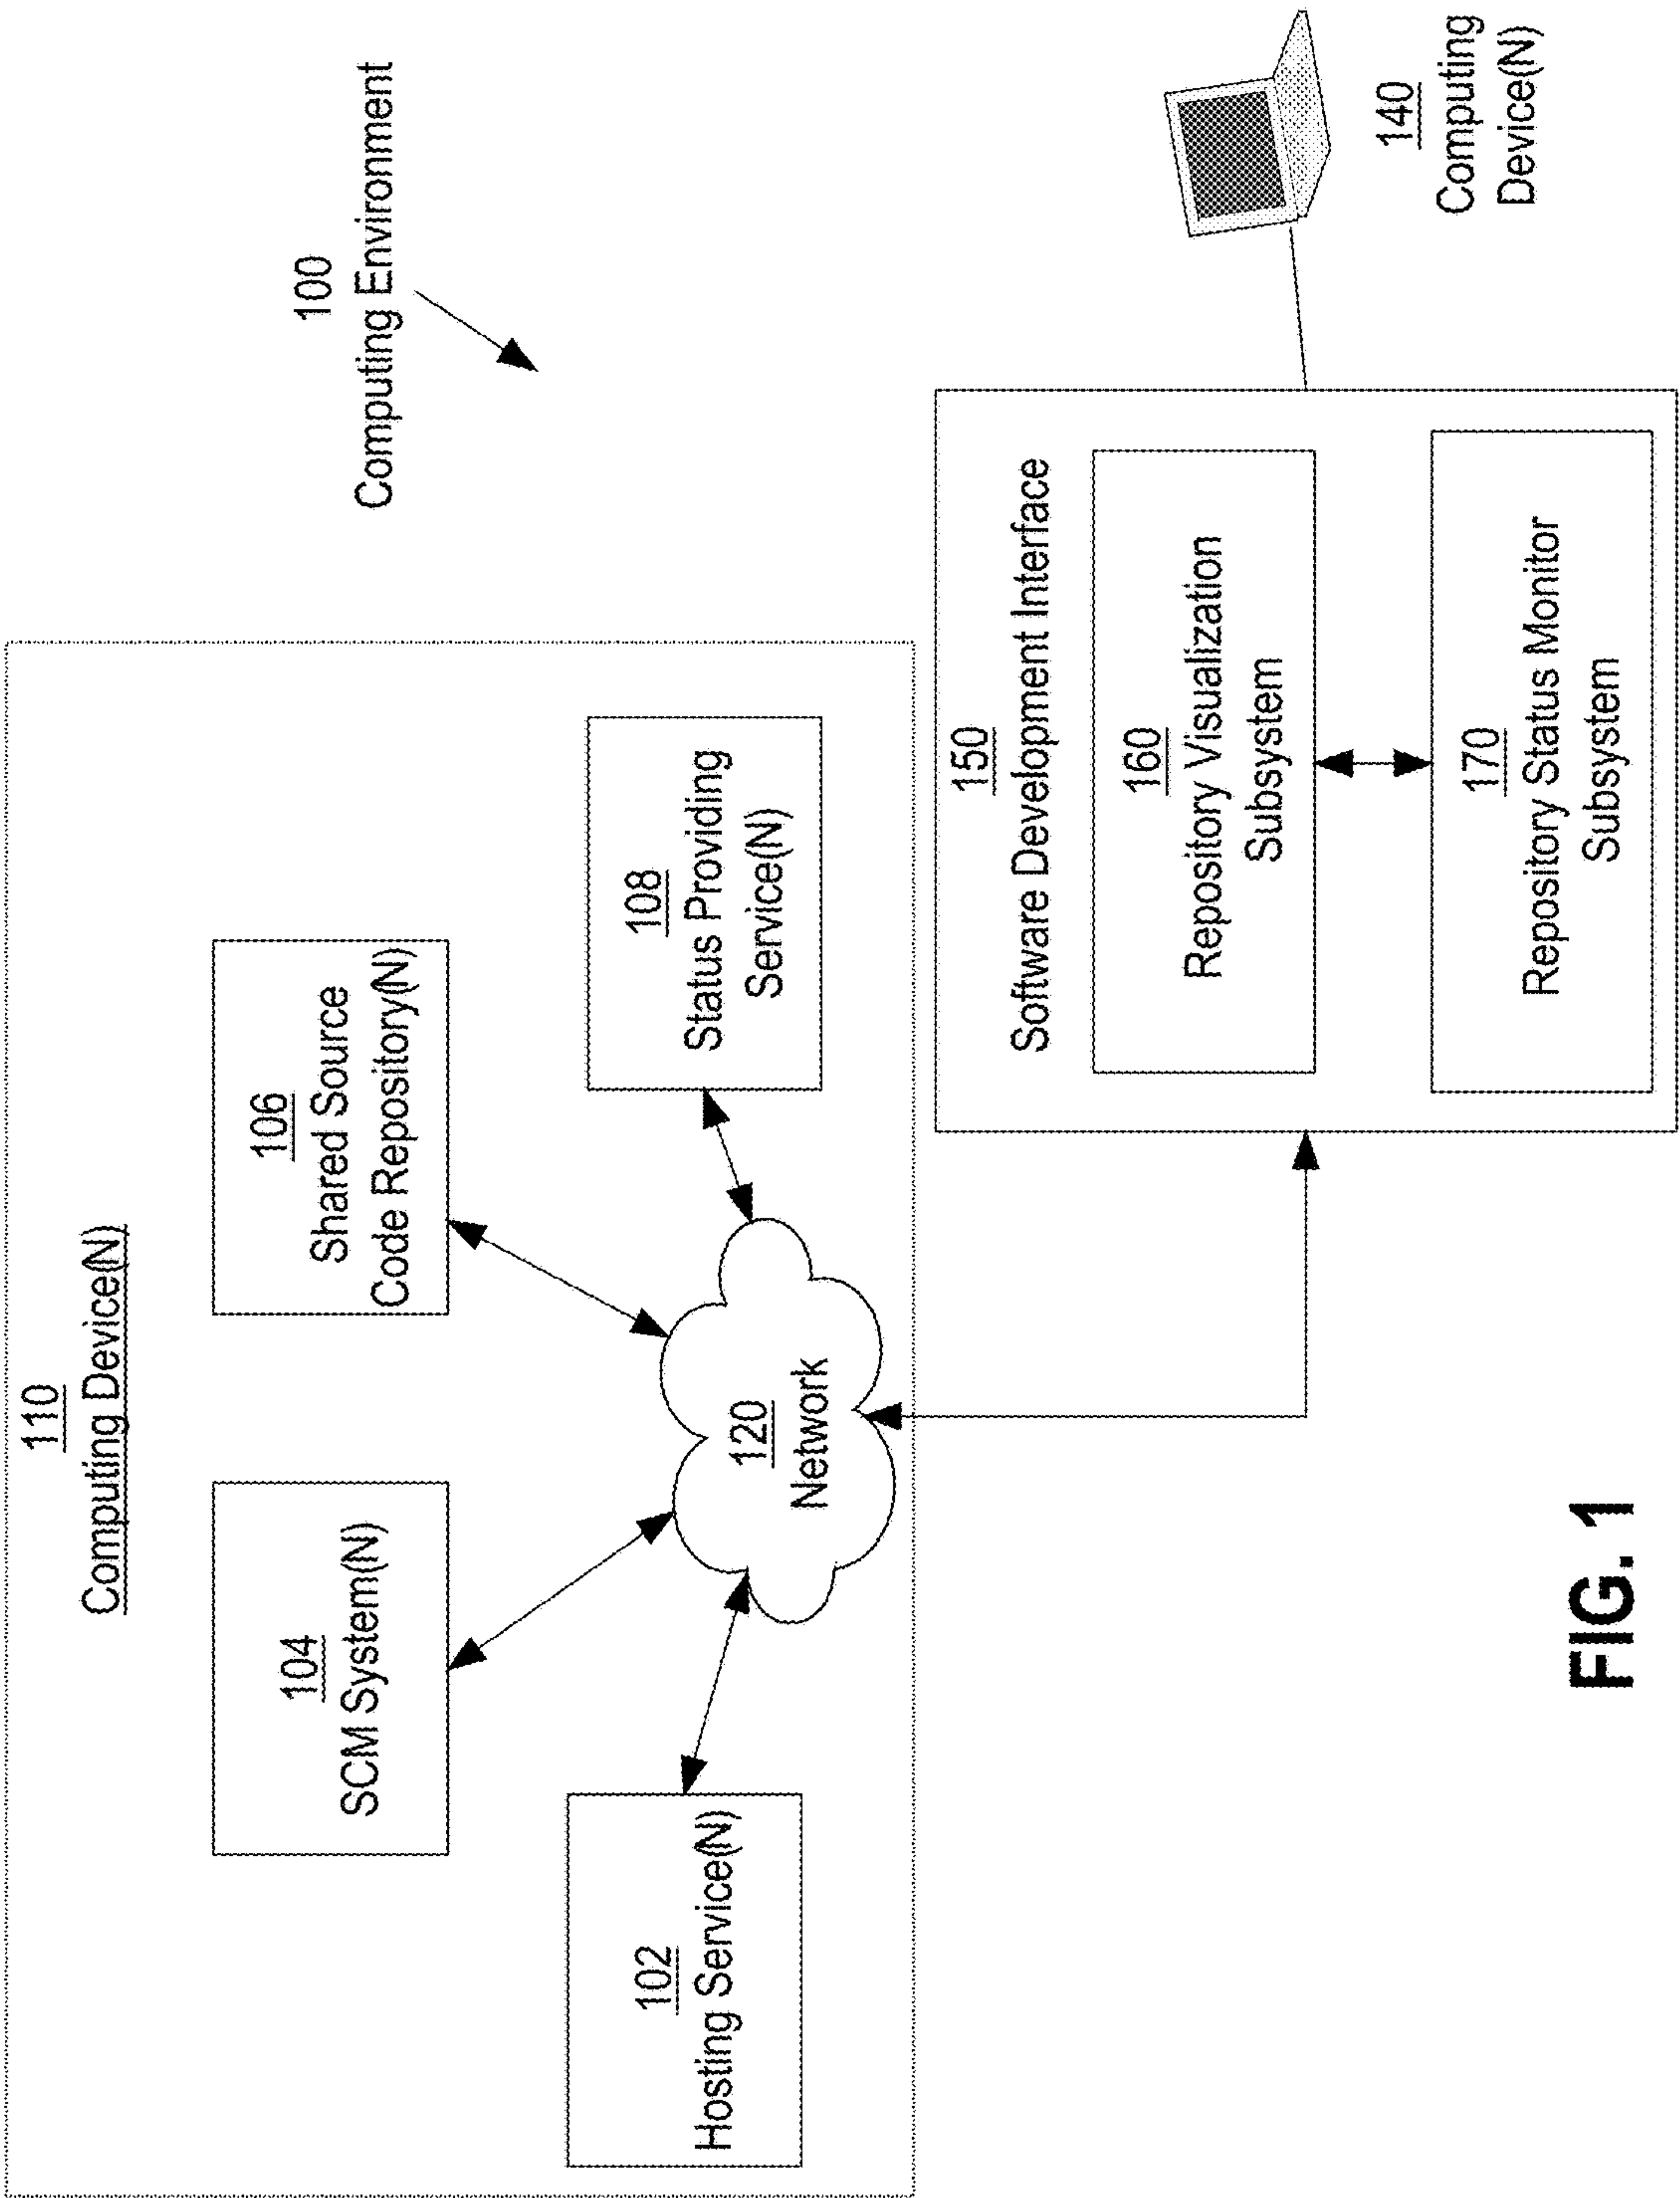 110
Computing Device(N)
100
Computing Environment
104
SCM System(N)
106
Shared Source
Code Repository(N)
102
Hosting Service(N)
108
Status Providing
Service(N)
120
Network
150
Software Development Interface
160
Repository Visualization
Subsystem
170
Repository Status Monitor
Subsystem
140
Computing
Device(N)
FIG. 1